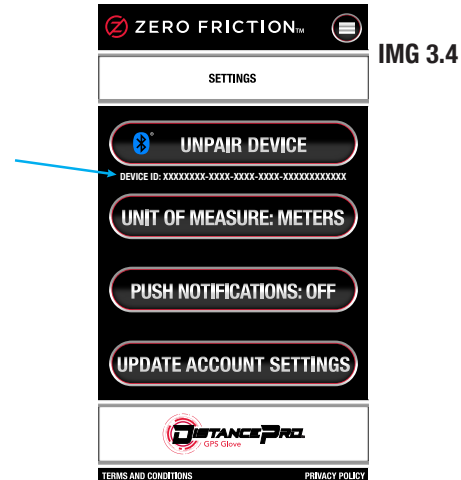 ZERO FRICTION™
IMG 3.4
SETTINGS
UNPAIR DEVICE
DEVICE ID: XXXXXXXX-XXXX-XXXX-XXXX-XXXXXXXXXXXX
UNIT OF MEASURE: METERS
PUSH NOTIFICATIONS: OFF
UPDATE ACCOUNT SETTINGS
DISTANCEPRO
GPS Glove
TERMS AND CONDITIONS PRIVACY POLICY